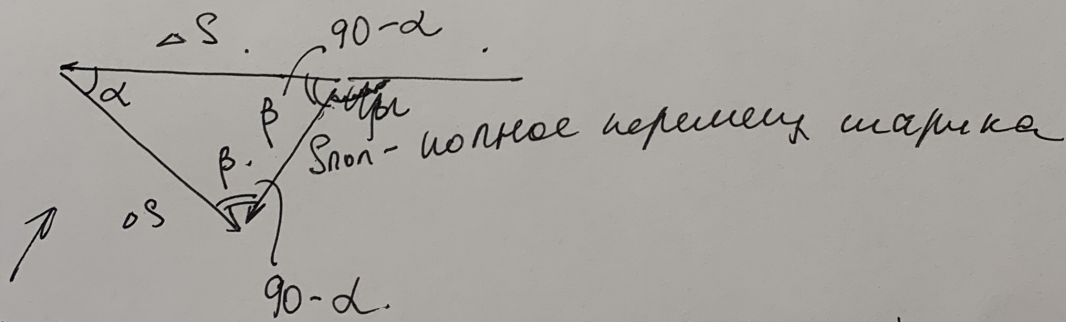 ΔS. 90-α
α
β
β.
Sпол - полное перемещ шарика
ΔS
90-α.